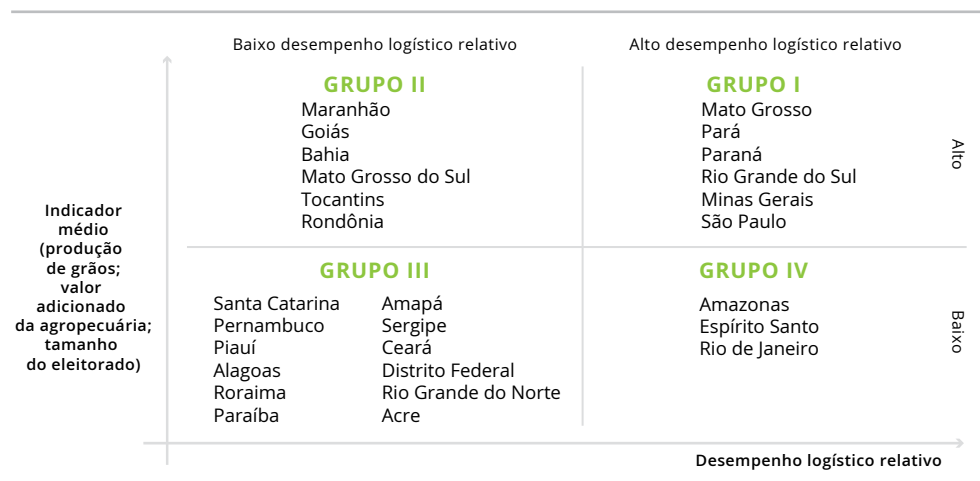 Baixo desempenho logístico relativo
Alto desempenho logístico relativo
GRUPO II
Maranhão
Goiás
Bahia
Mato Grosso do Sul
Tocantins
Rondônia
GRUPO I
Mato Grosso
Pará
Paraná
Rio Grande do Sul
Minas Gerais
São Paulo
Alto
Indicador
médio
(produção
de grãos;
valor
adicionado
da agropecuária;
tamanho
do eleitorado)
GRUPO III
Santa Catarina
Pernambuco
Piauí
Alagoas
Roraima
Paraíba
Amapá
Sergipe
Ceará
Distrito Federal
Rio Grande do Norte
Acre
GRUPO IV
Amazonas
Espírito Santo
Rio de Janeiro
Baixo
Desempenho logístico relativo